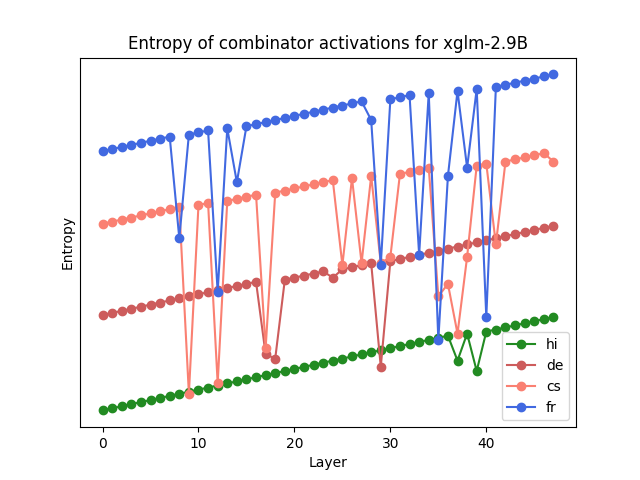 Entropy of combinator activations for xglm-2.9B
Entropy
0 10 20 30 40
Layer
hi
de
cs
fr